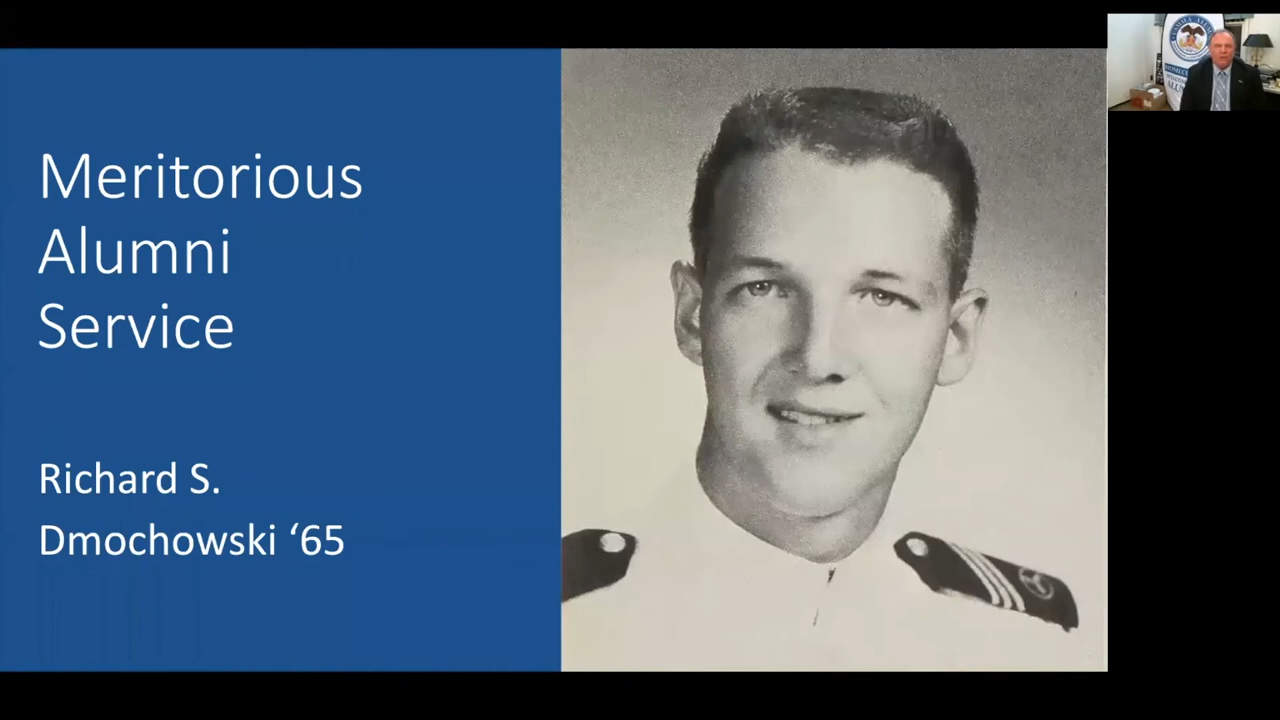 Meritorious
Alumni
Service
Richard S.
Dmochowski ‘65